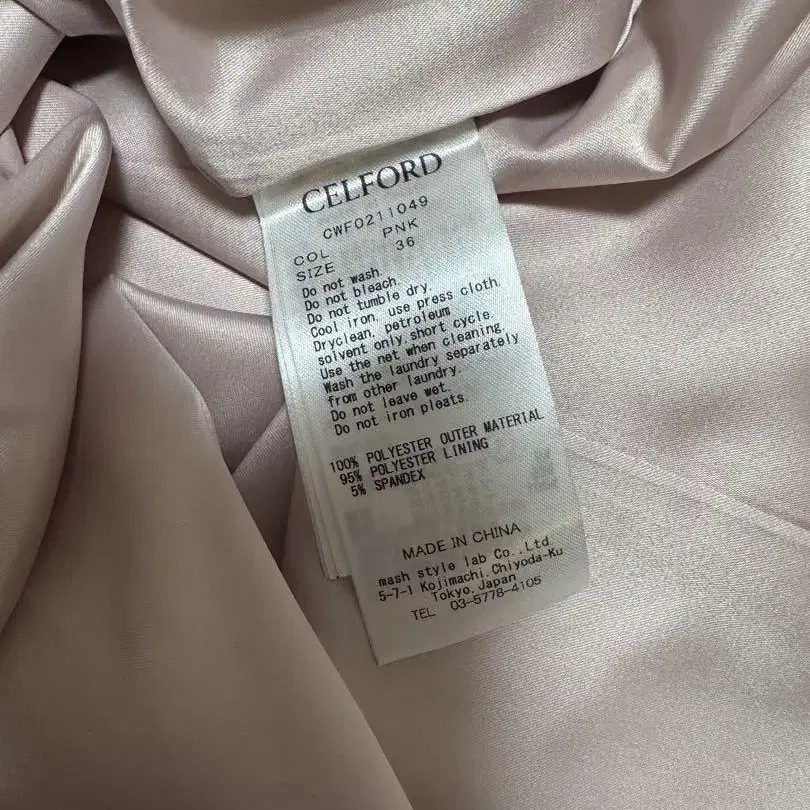 CELFORD
CWF0211049
COL PNK
SIZE 36
Do not wash.
Do not bleach.
Do not tumble dry.
Cool iron, use press cloth.
Dryclean, petroleum
solvent only, short cycle.
Use the net when cleaning.
Wash the laundry separately
from other laundry.
Do not leave wet.
Do not iron pleats.
100% POLYESTER OUTER MATERIAL
95% POLYESTER LINING
5% SPANDEX
MADE IN CHINA
mash style lab Co.,Ltd.
5-7-1 Kojimachi,Chiyoda-Ku
Tokyo,Japan
TEL 03-5778-4105